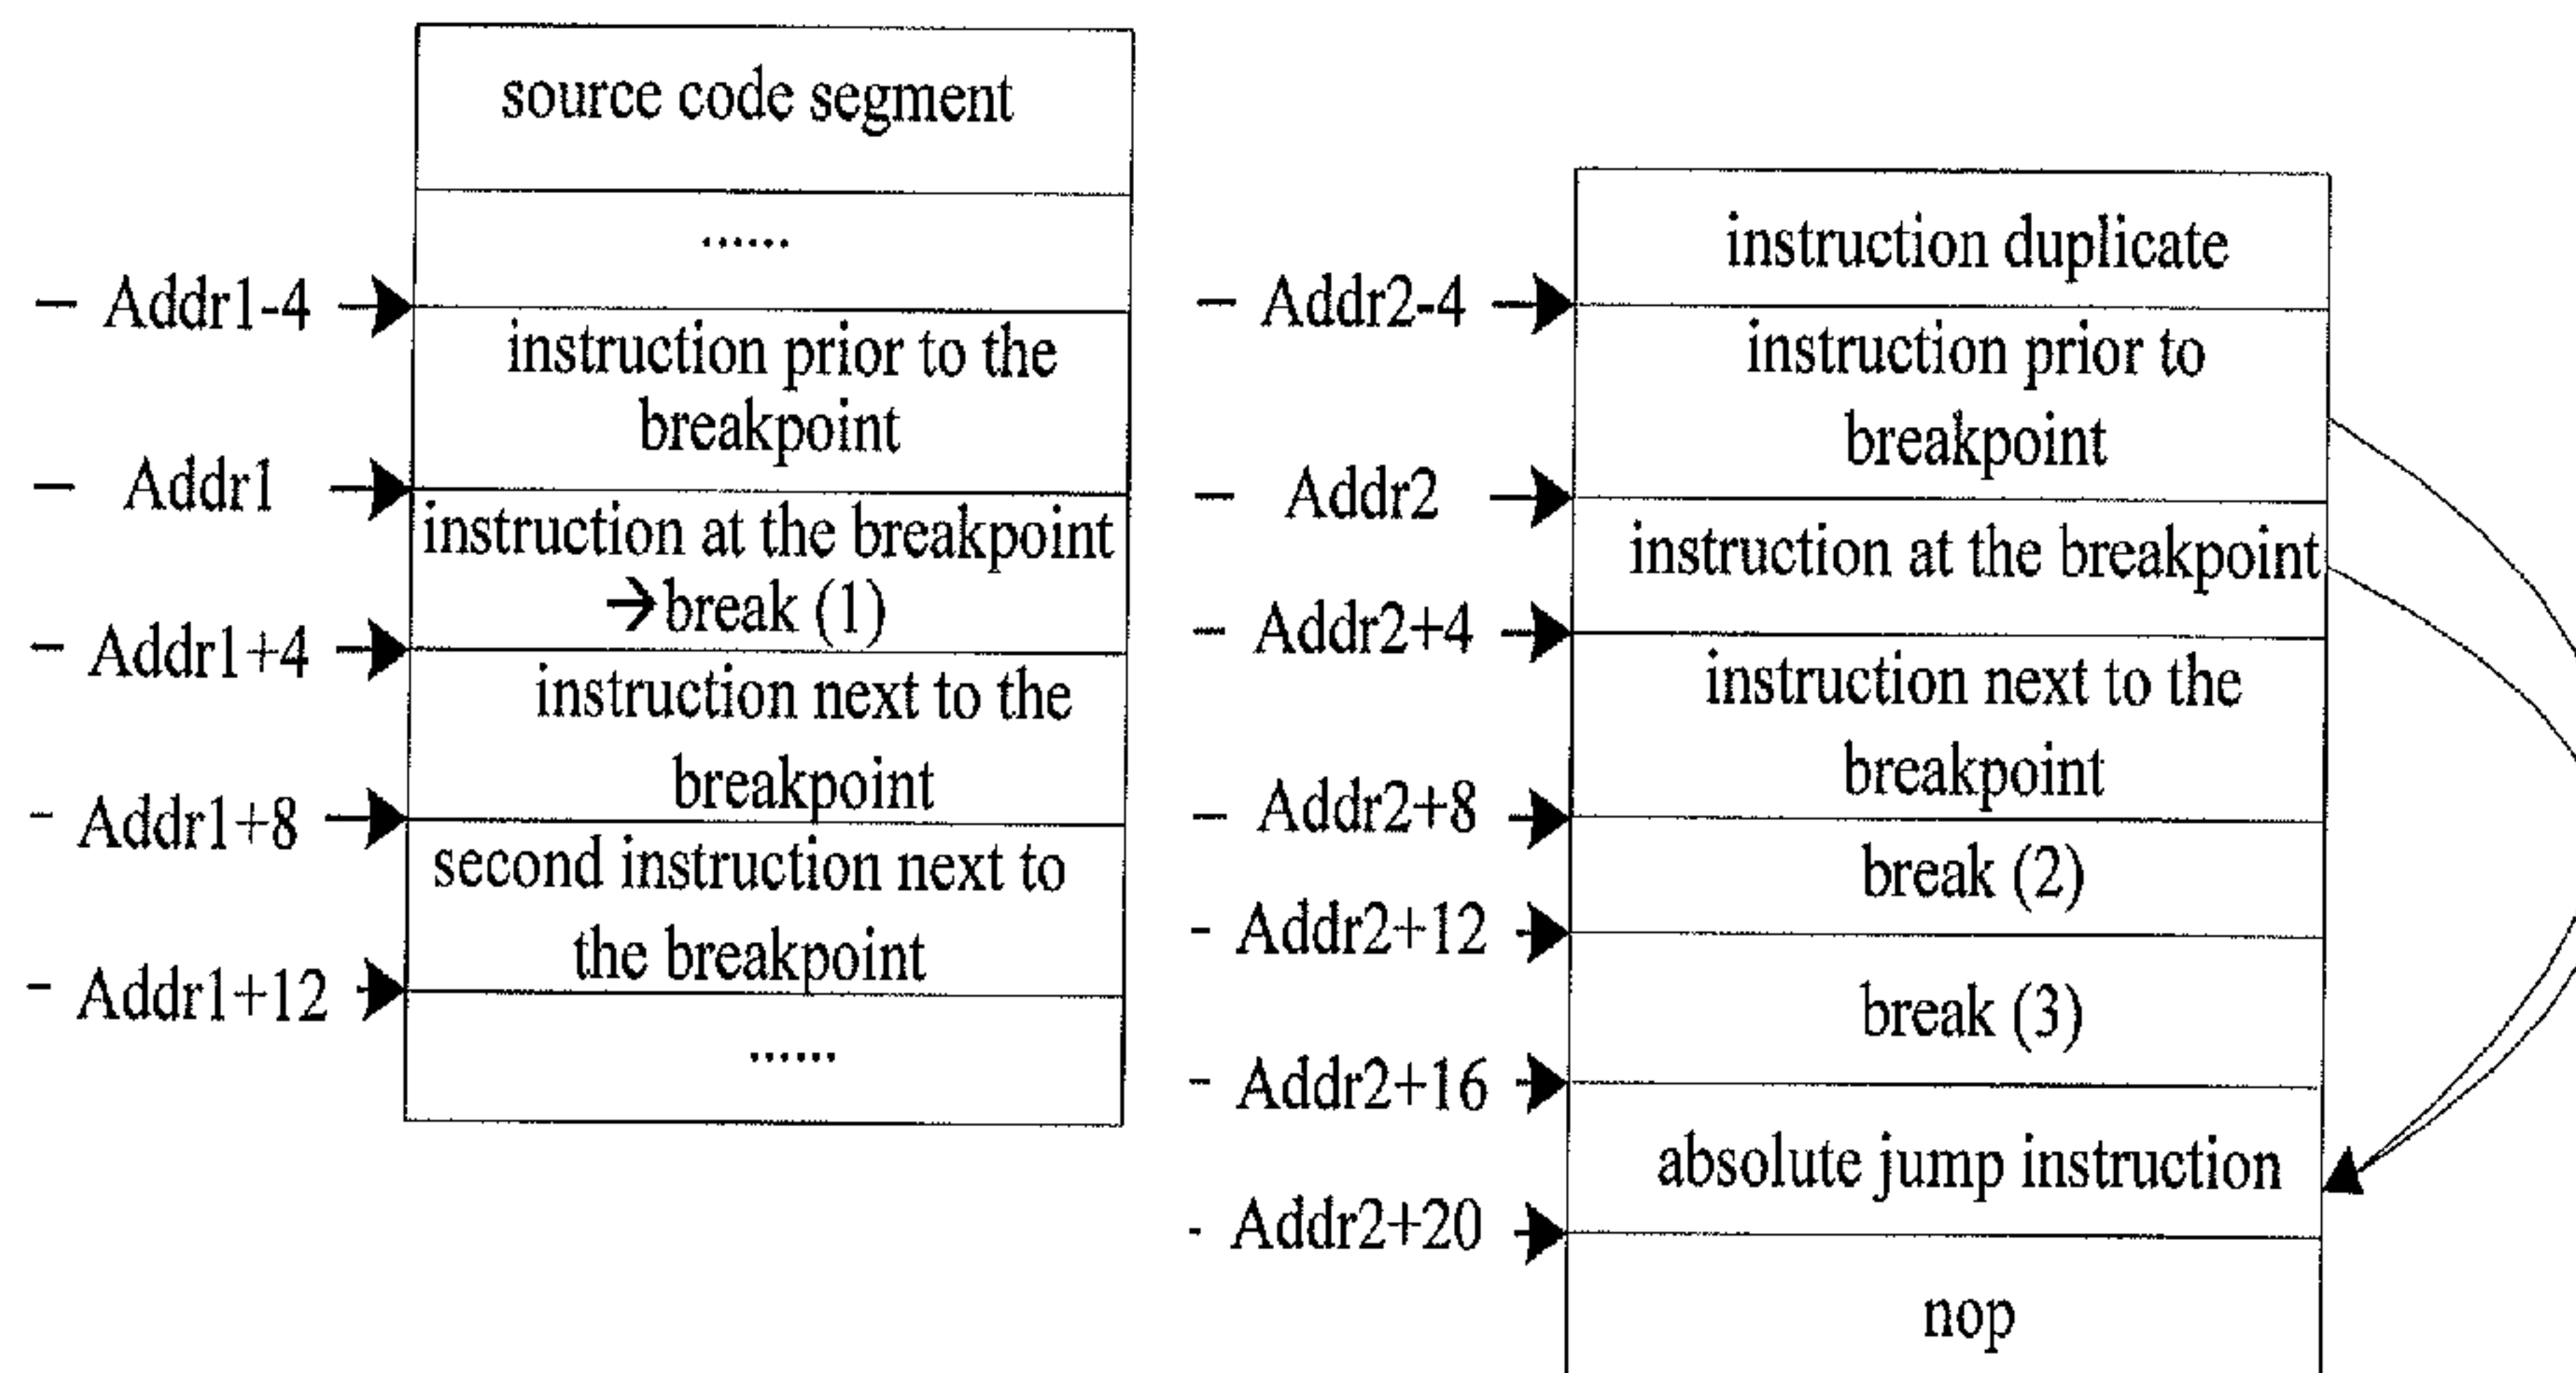 source code segment
......
– Addr1-4
instruction prior to the
breakpoint
– Addr1
instruction at the breakpoint
→break (1)
– Addr1+4
instruction next to the
breakpoint
- Addr1+8
second instruction next to
the breakpoint
- Addr1+12
......
instruction duplicate
– Addr2-4
instruction prior to
breakpoint
– Addr2
instruction at the breakpoint
– Addr2+4
instruction next to the
breakpoint
– Addr2+8
break (2)
- Addr2+12
break (3)
- Addr2+16
absolute jump instruction
- Addr2+20
nop